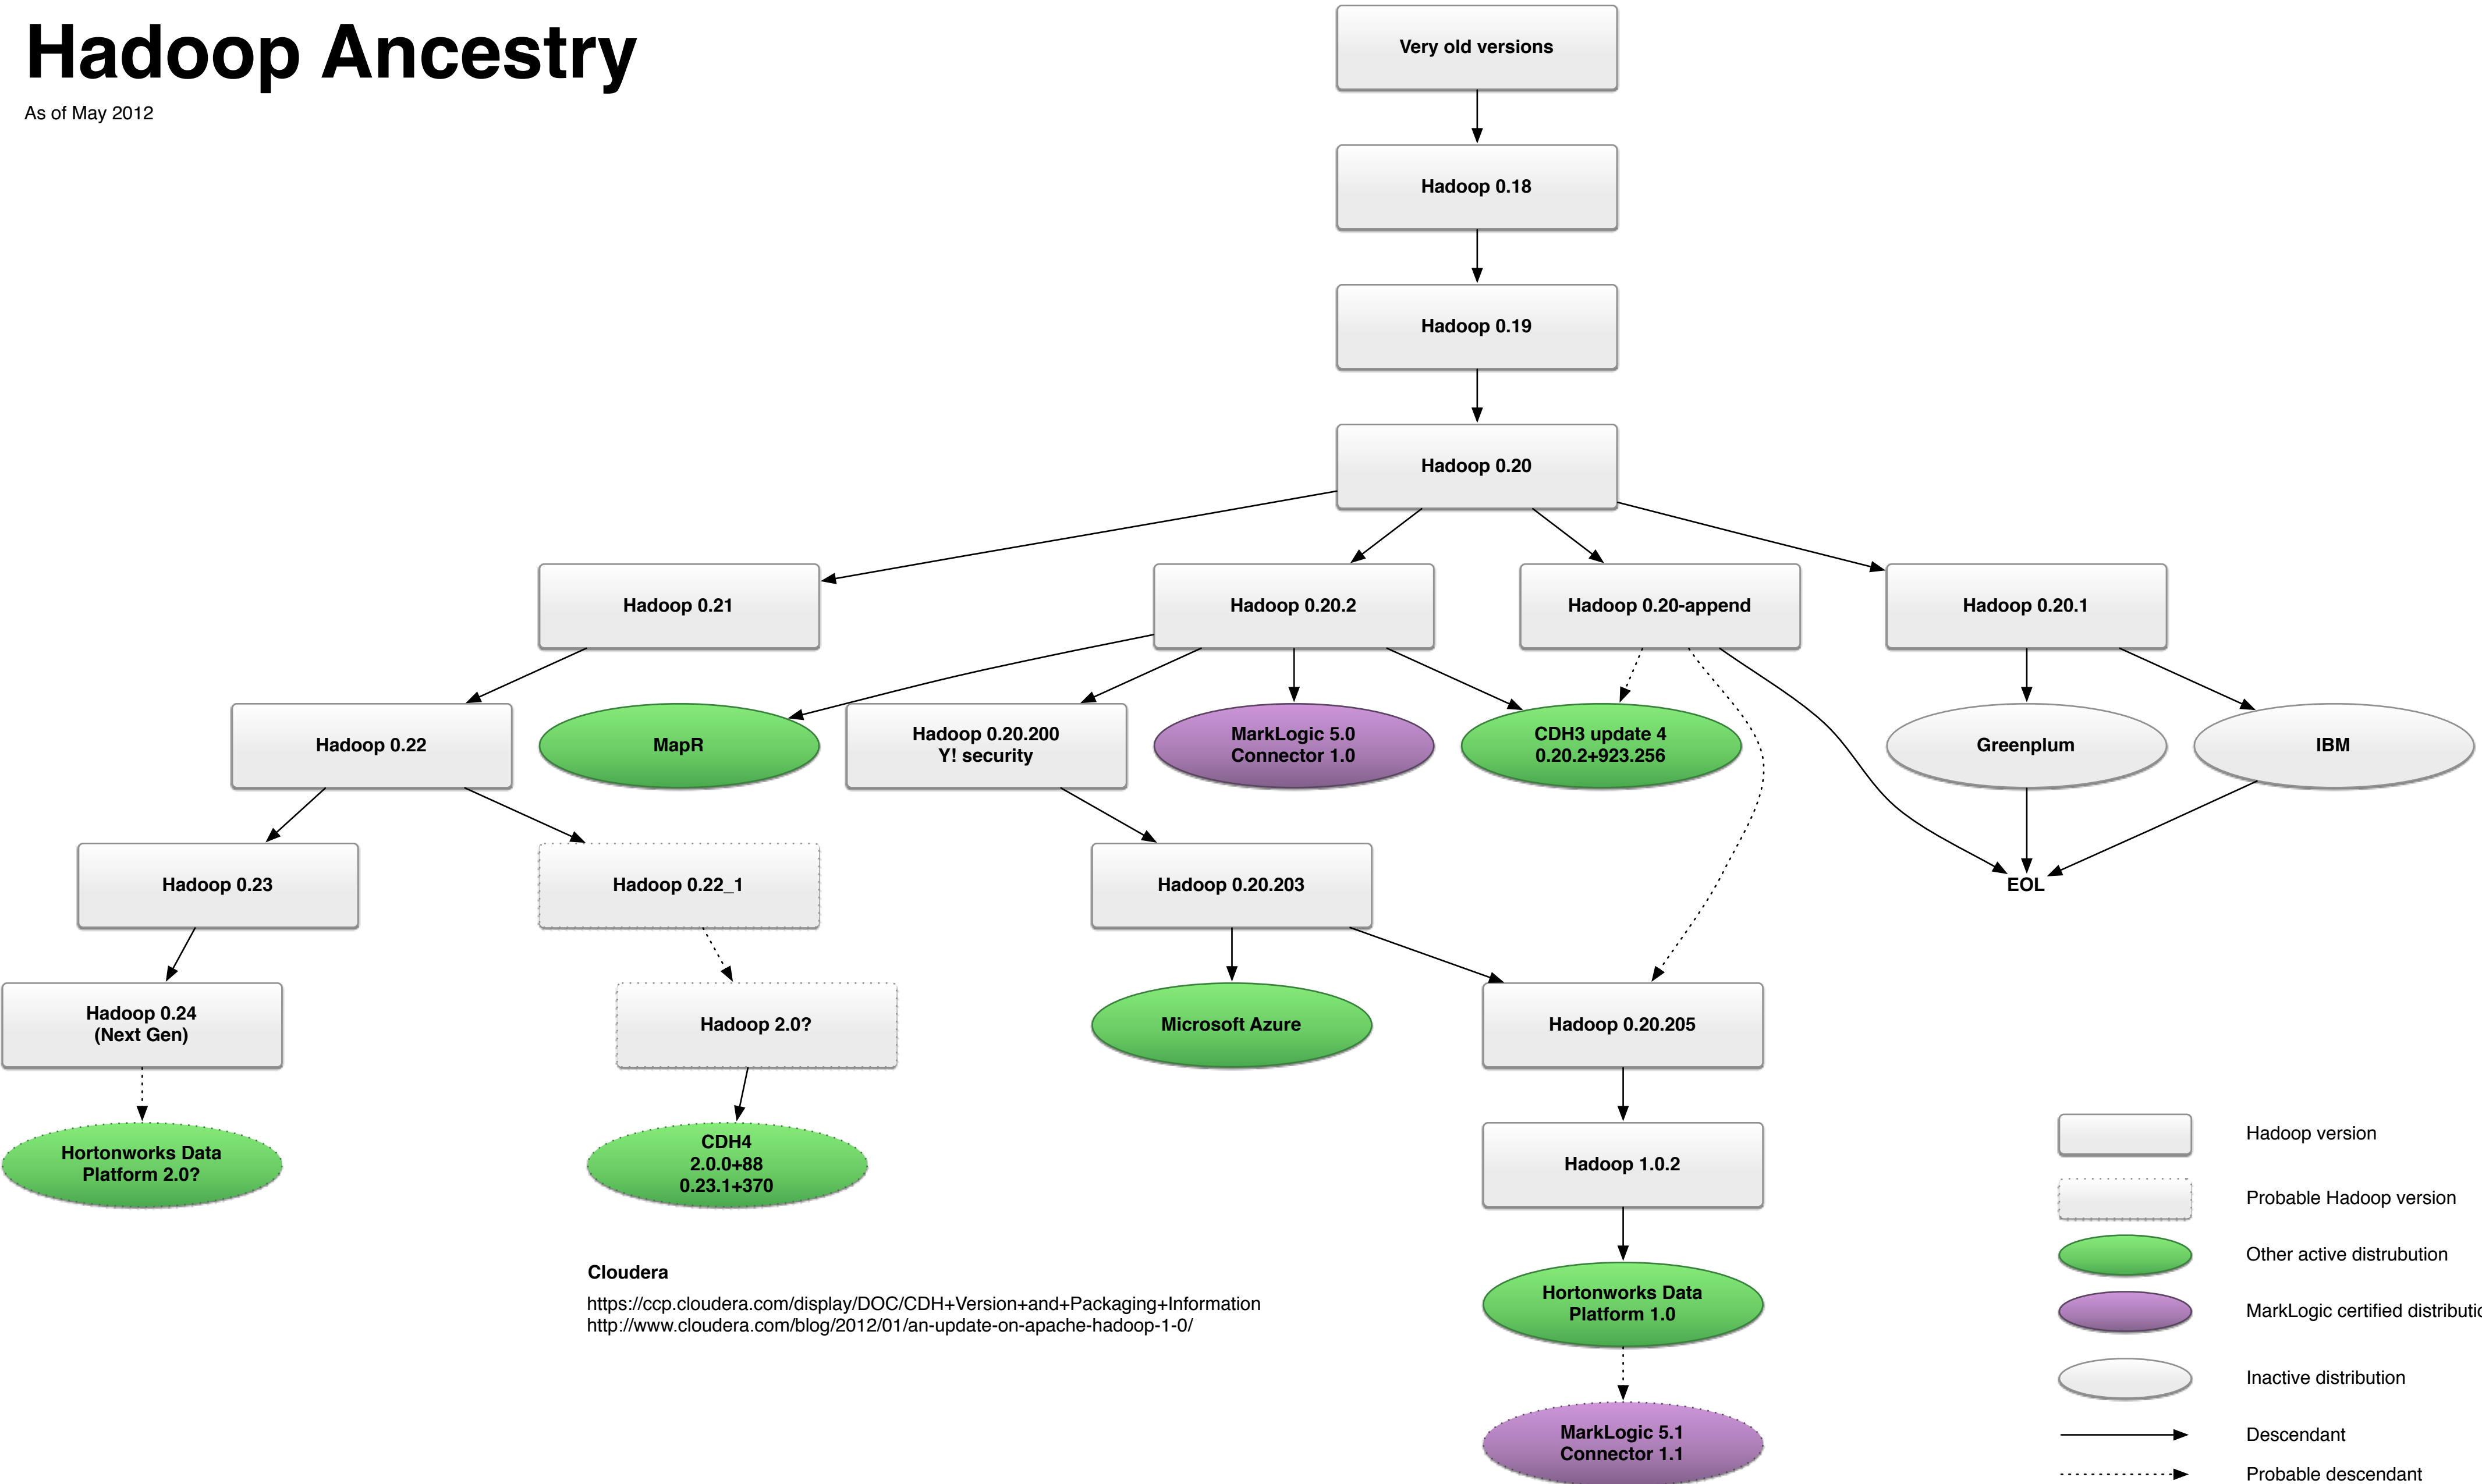 Hadoop Ancestry
As of May 2012
Very old versions
Hadoop 0.18
Hadoop 0.19
Hadoop 0.20
Hadoop 0.21
Hadoop 0.20.2
Hadoop 0.20-append
Hadoop 0.20.1
Hadoop 0.22
MapR
Hadoop 0.20.200
Y! security
MarkLogic 5.0
Connector 1.0
CDH3 update 4
0.20.2+923.256
Greenplum
IBM
Hadoop 0.23
Hadoop 0.22_1
Hadoop 0.20.203
EOL
Hadoop 0.24
(Next Gen)
Hadoop 2.0?
Microsoft Azure
Hadoop 0.20.205
Hortonworks Data
Platform 2.0?
CDH4
2.0.0+88
0.23.1+370
Hadoop 1.0.2
Cloudera
https://ccp.cloudera.com/display/DOC/CDH+Version+and+Packaging+Information
http://www.cloudera.com/blog/2012/01/an-update-on-apache-hadoop-1-0/
Hortonworks Data
Platform 1.0
MarkLogic 5.1
Connector 1.1
Hadoop version
Probable Hadoop version
Other active distrubution
MarkLogic certified
Inactive distribution
Descendant
Probable descendant